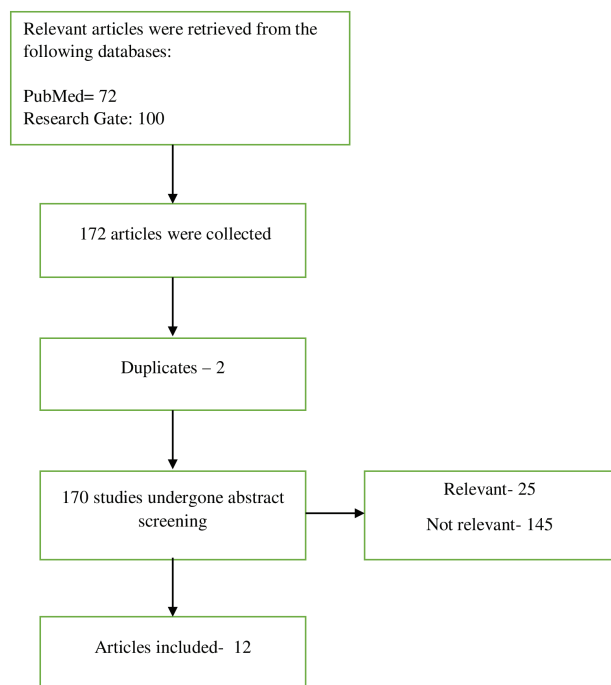 Relevant articles were retrieved from the
following databases:
PubMed= 72
Research Gate: 100
172 articles were collected
Duplicates – 2
170 studies undergone abstract
screening
Relevant- 25
Not relevant- 145
Articles included-  12